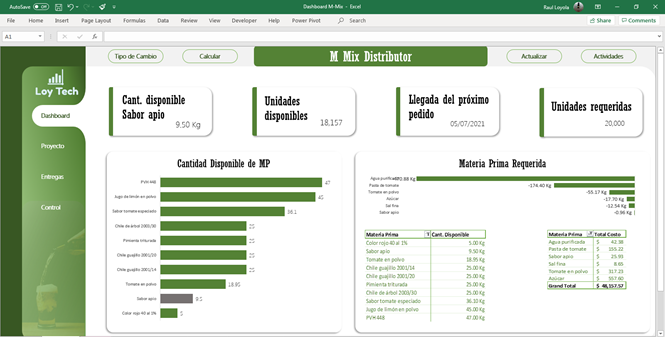 AutoSave Off
Dashboard M-Mix - Excel
Raul Loyola
File Home Insert Page Layout Formulas Data Review View Developer Help Power Pivot Search
Share Comments
A1
Tipo de Cambio
Calcular
M Mix Distributor
Actualizar
Actividades
Loy Tech
Dashboard
Proyecto
Entregas
Control
Cant. disponible
Sabor apio
9.50 Kg
Unidades
disponibles
18,157
Llegada del próximo
pedido
05/07/2021
Unidades requeridas
20,000
Cantidad Disponible de MP
PVH 448 47
Jugo de limón en polvo 45
Sabor tomate especiado 36.1
Chile de árbol 2003/30 25
Pimienta triturada 25
Chile guajillo 2001/20 25
Chile guajillo 2001/14 25
Tomate en polvo 18.95
Sabor apio 9.5
Color rojo 40 al 1% 5
Materia Prima Requerida
Agua purificada
Pasta de tomate -174.40 Kg
Tomate en polvo -55.17 Kg
Azúcar -17.70 Kg
Sal fina -12.54 Kg
Sabor apio -0.96 Kg
Materia Prima Cant. Disponible
Color rojo 40 al 1% 5.00 Kg
Sabor apio 9.50 Kg
Tomate en polvo 18.95 Kg
Chile guajillo 2001/14 25.00 Kg
Chile guajillo 2001/20 25.00 Kg
Pimienta triturada 25.00 Kg
Chile de árbol 2003/30 25.00 Kg
Sabor tomate especiado 36.10 Kg
Jugo de limón en polvo 45.00 Kg
PVH 448 47.00 Kg
Materia Prima Total Costo
Agua purificada $ 42.38
Pasta de tomate $ 155.22
Sabor apio $ 25.93
Sal fina $ 8.65
Tomate en polvo $ 317.23
Azúcar $ 557.60
Grand Total $ 48,157.57